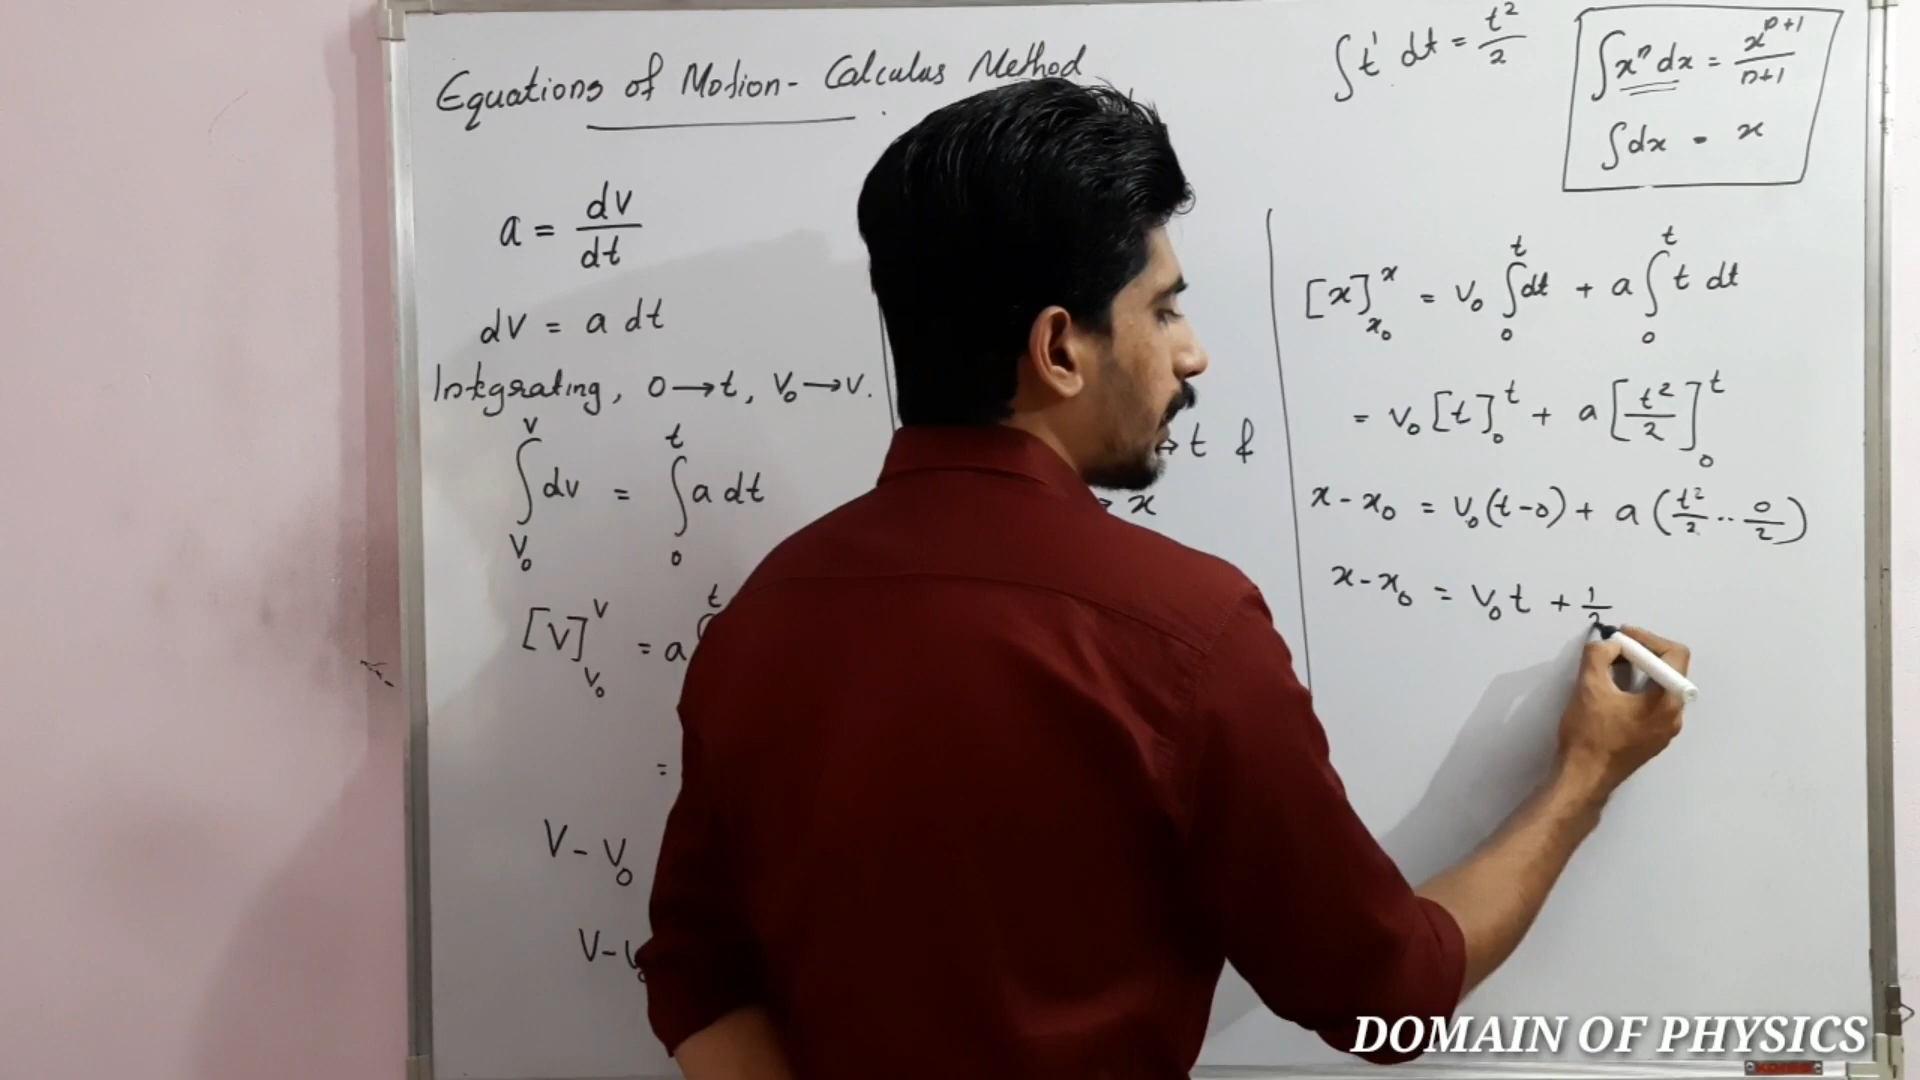 Equations of Motion - Calculus Method
a = dv/dt
dv = a dt
Integrating, 0→t, v₀→v.
∫_{v₀}^{v} dv = ∫_{0}^{t} a dt
[v]_{v₀}^{v} = a
t
=
v - v₀
v - v₀
→ t &
→ x
∫ t¹ dt = t²/2
∫ xⁿ dx = xⁿ⁺¹/n+1
∫ dx = x
[x]_{x₀}^{x} = v₀ ∫_{0}^{t} dt + a ∫_{0}^{t} t dt
= v₀ [t]_{0}^{t} + a [t²/2]_{0}^{t}
x - x₀ = v₀(t-0) + a (t²/2 - 0/2)
x - x₀ = v₀ t + 1/2
DOMAIN OF PHYSICS